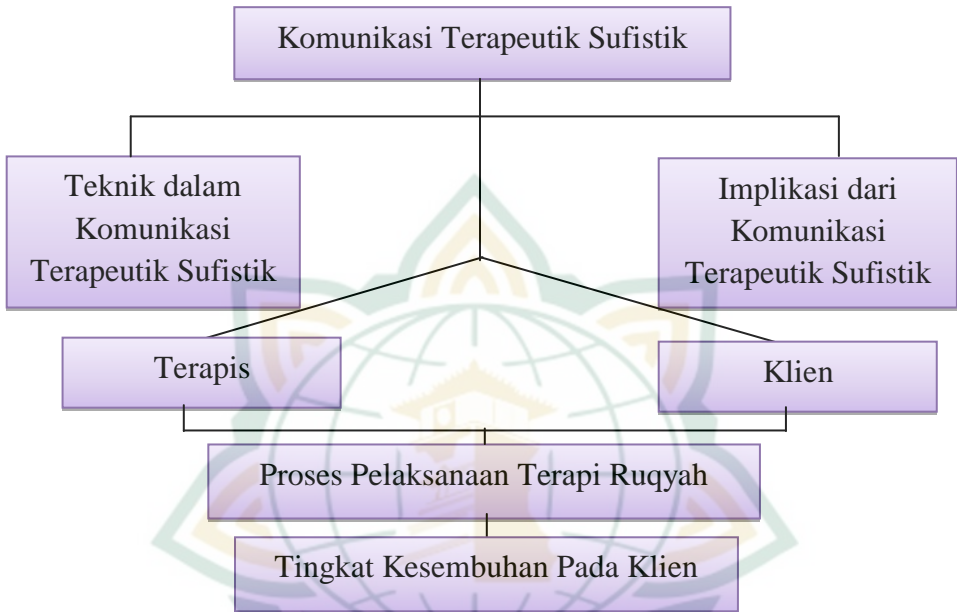 Komunikasi Terapeutik Sufistik
Teknik dalam
Komunikasi
Terapeutik Sufistik
Implikasi dari
Komunikasi
Terapeutik Sufistik
Terapis
Klien
Proses Pelaksanaan Terapi Ruqyah
Tingkat Kesembuhan Pada Klien